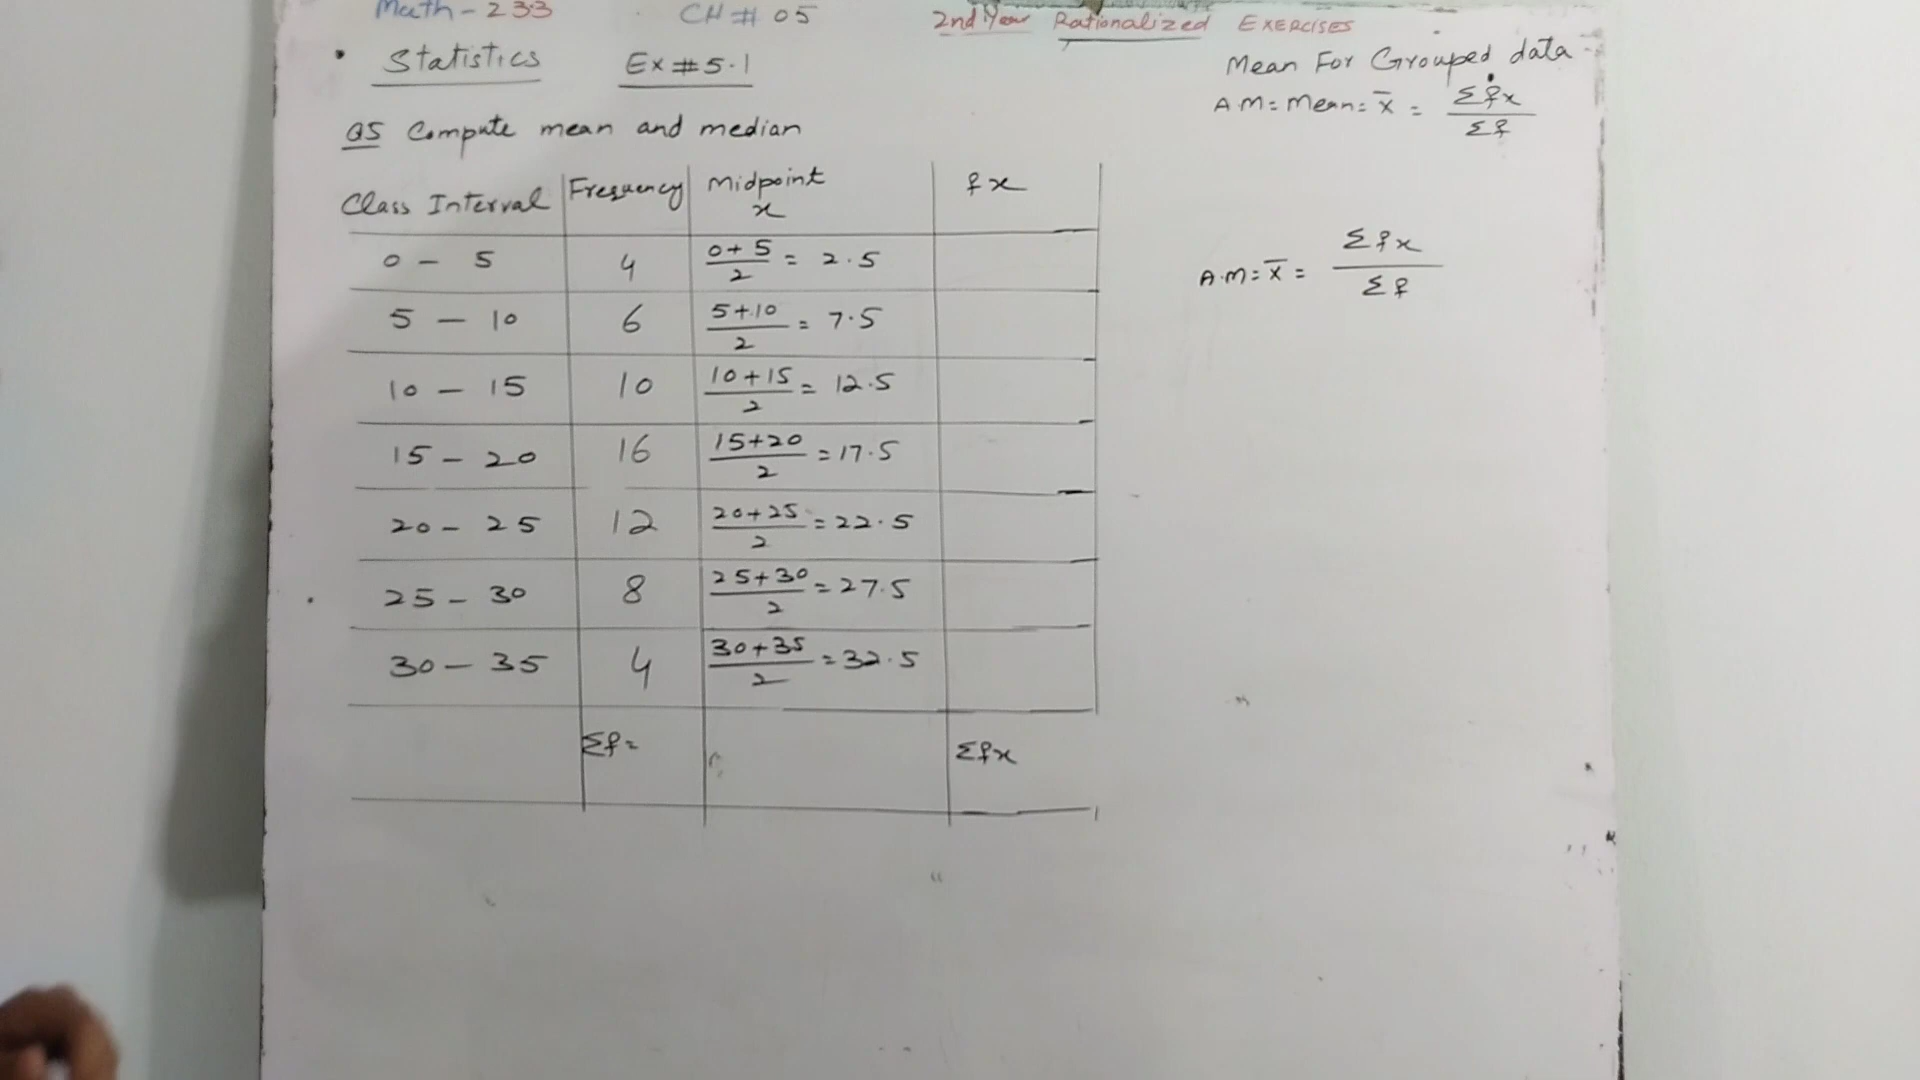 Math - 233 CH # 05 2nd Year Rationalized EXERCISES
Statistics Ex # 5.1
Mean For Grouped data
A.M = Mean = x̄ = Σfx / Σf
Q5 Compute mean and median
Class Interval Frequency Midpoint x fx
0 - 5 4 0+5/2 = 2.5
5 - 10 6 5+10/2 = 7.5
10 - 15 10 10+15/2 = 12.5
15 - 20 16 15+20/2 = 17.5
20 - 25 12 20+25/2 = 22.5
25 - 30 8 25+30/2 = 27.5
30 - 35 4 30+35/2 = 32.5
Σf = Σfx
A.M = x̄ = Σfx / Σf